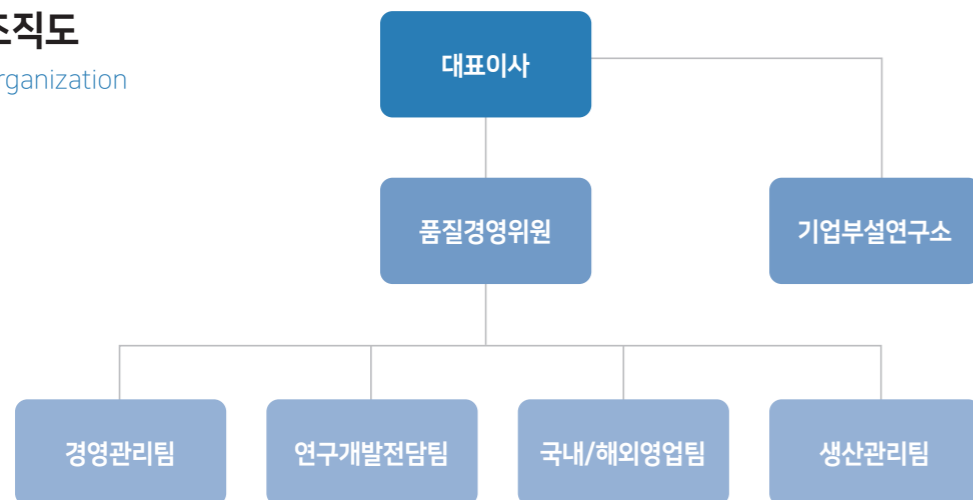 조직도
rganization
대표이사
품질경영위원
기업부설연구소
경영관리팀
연구개발전담팀
국내/해외영업팀
생산관리팀